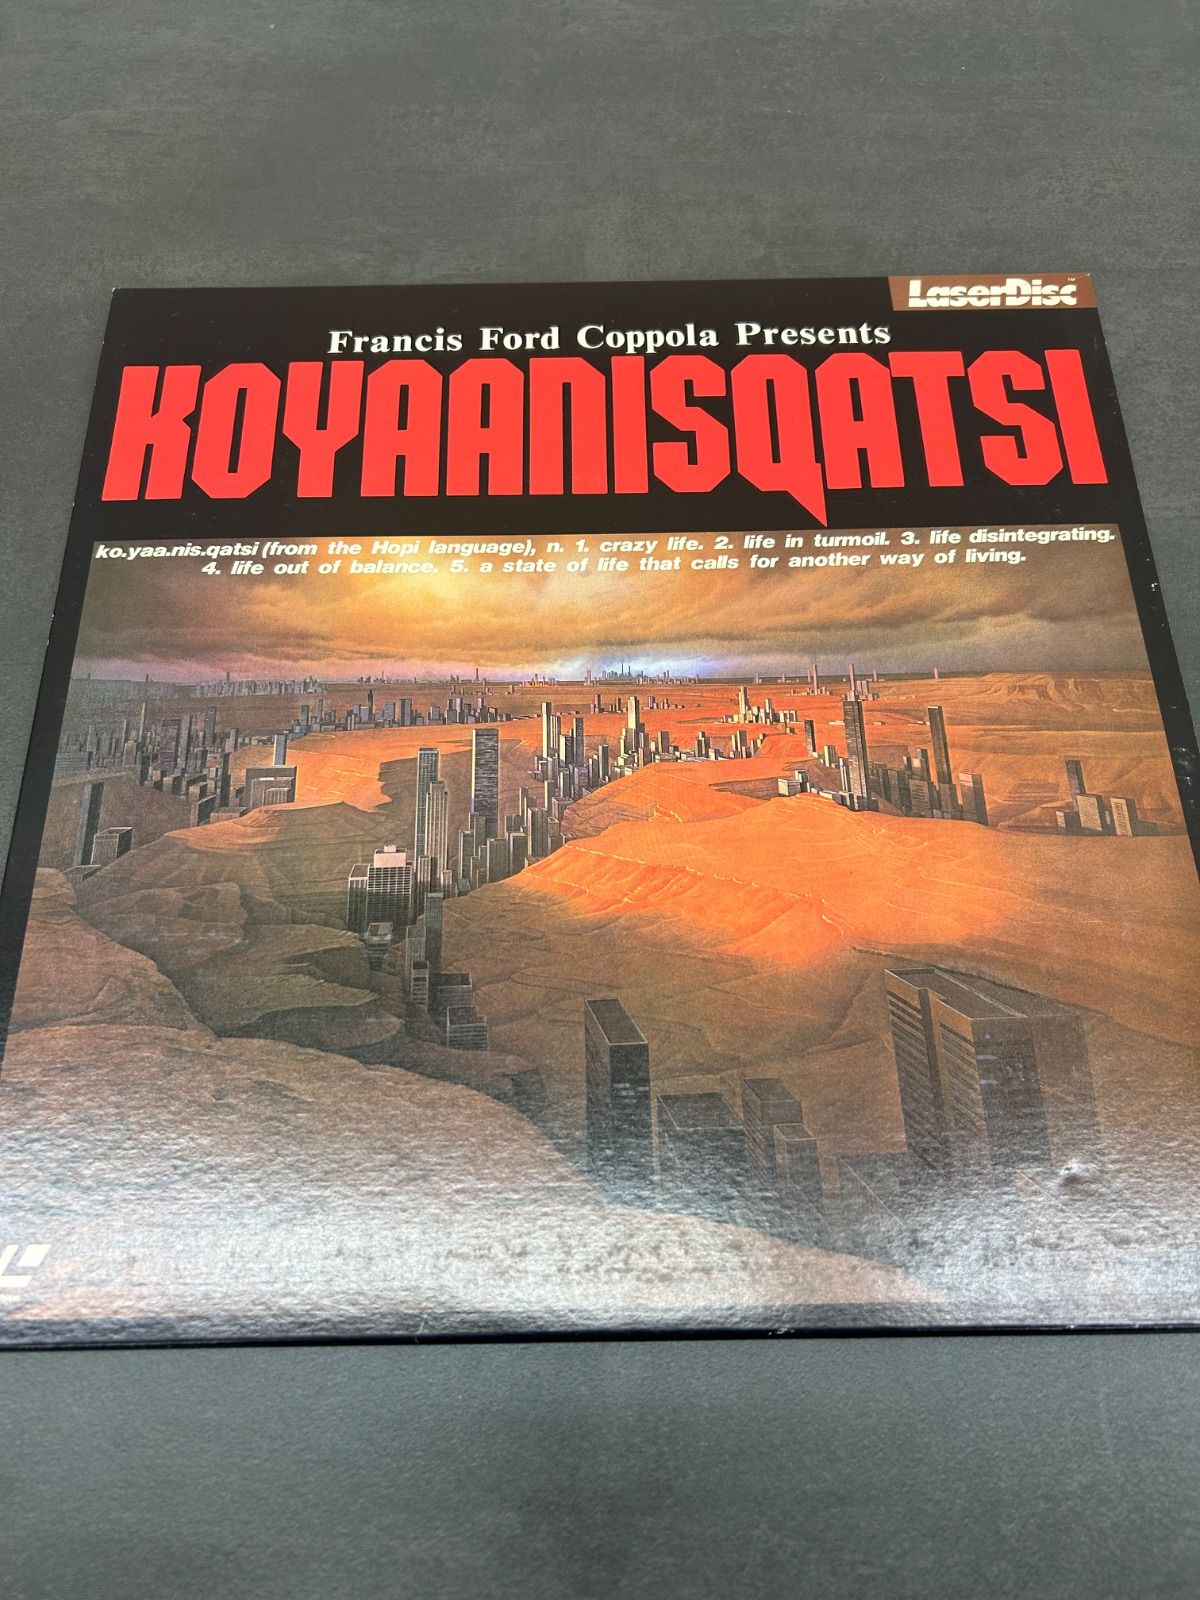 LaserDisc™
Francis Ford Coppola Presents
KOYAANISQATSI
ko.yaa.nis.qatsi (from the Hopi language), n. 1. crazy life. 2. life in turmoil. 3. life disintegrating.
4. life out of balance. 5. a state of life that calls for another way of living.